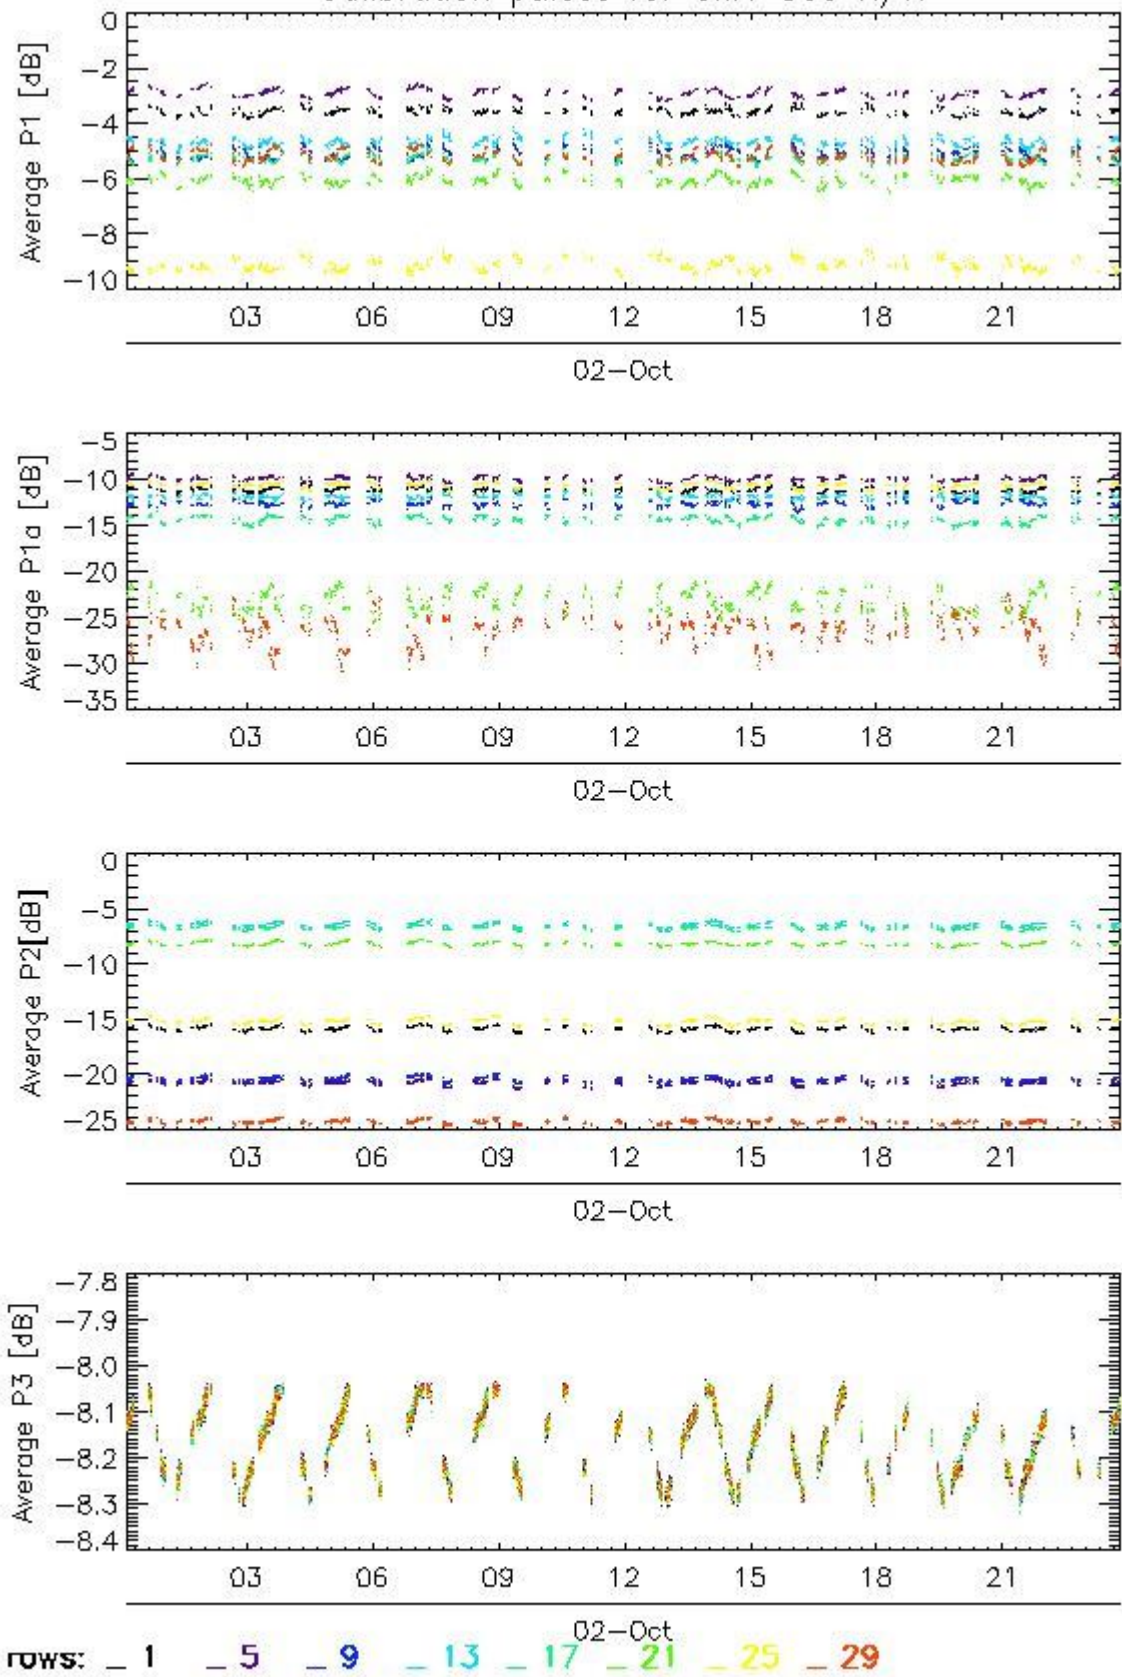 Average P1 [dB]
0
-2
-4
-6
-8
-10
03 06 09 12 15 18 21
02-Oct
Average P1a [dB]
-5
-10
-15
-20
-25
-30
-35
03 06 09 12 15 18 21
02-Oct
Average P2[dB]
0
-5
-10
-15
-20
-25
03 06 09 12 15 18 21
02-Oct
Average P3 [dB]
-7.8
-7.9
-8.0
-8.1
-8.2
-8.3
-8.4
03 06 09 12 15 18 21
02-Oct
rows: _ 1 _ 5 _ 9 _ 13 _ 17 _ 21 _ 25 _ 29